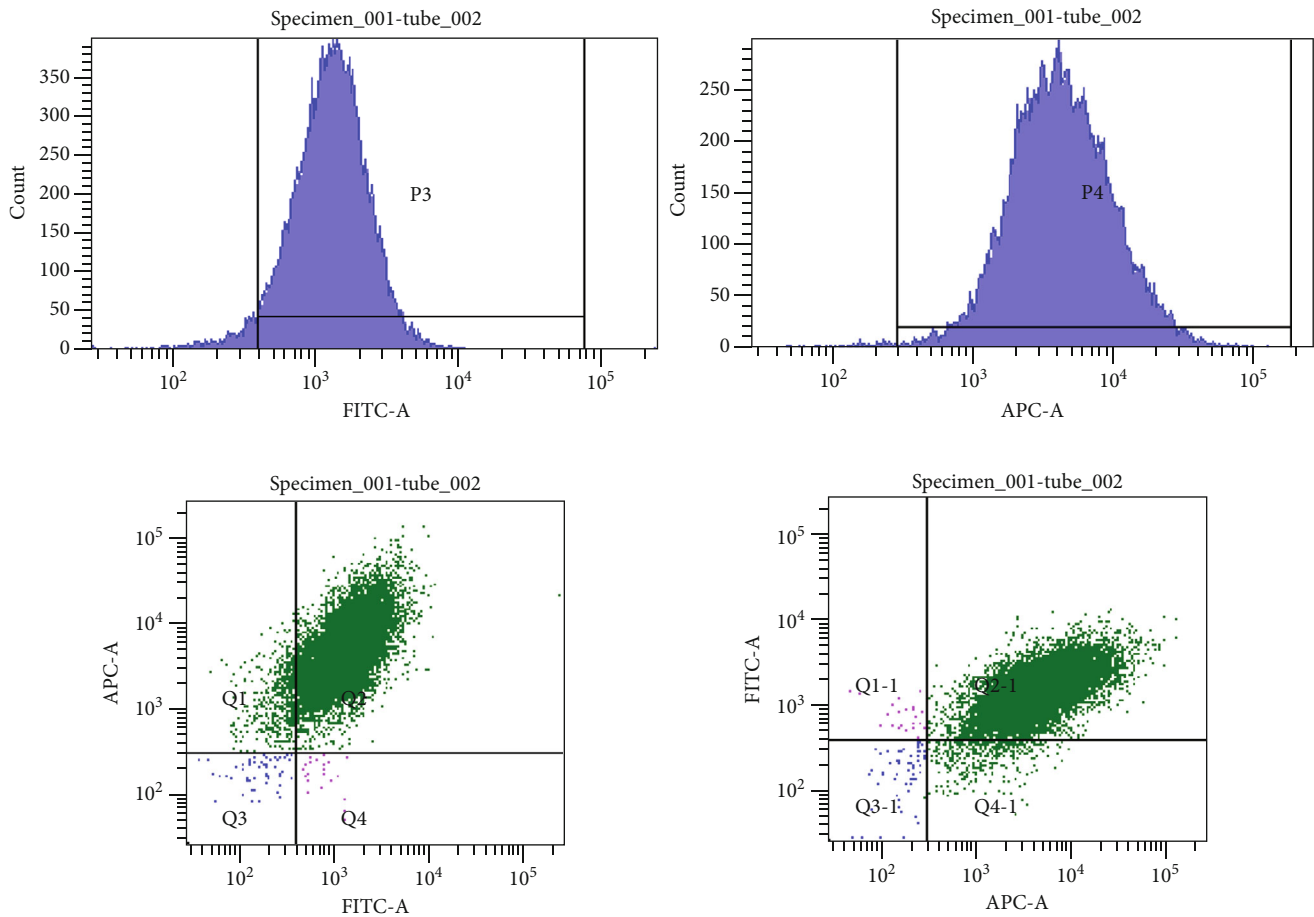 Specimen_001-tube_002
Count
350
300
250
200
150
100
50
0
P3
10²
10³
10⁴
10⁵
FITC-A
Specimen_001-tube_002
Count
250
200
150
100
50
0
P4
10²
10³
10⁴
10⁵
APC-A
Specimen_001-tube_002
APC-A
10⁵
10⁴
10³
10²
Q1
Q2
Q3
Q4
10²
10³
10⁴
10⁵
FITC-A
Specimen_001-tube_002
FITC-A
10⁵
10⁴
10³
10²
Q1-1
Q2-1
Q3-1
Q4-1
10²
10³
10⁴
10⁵
APC-A